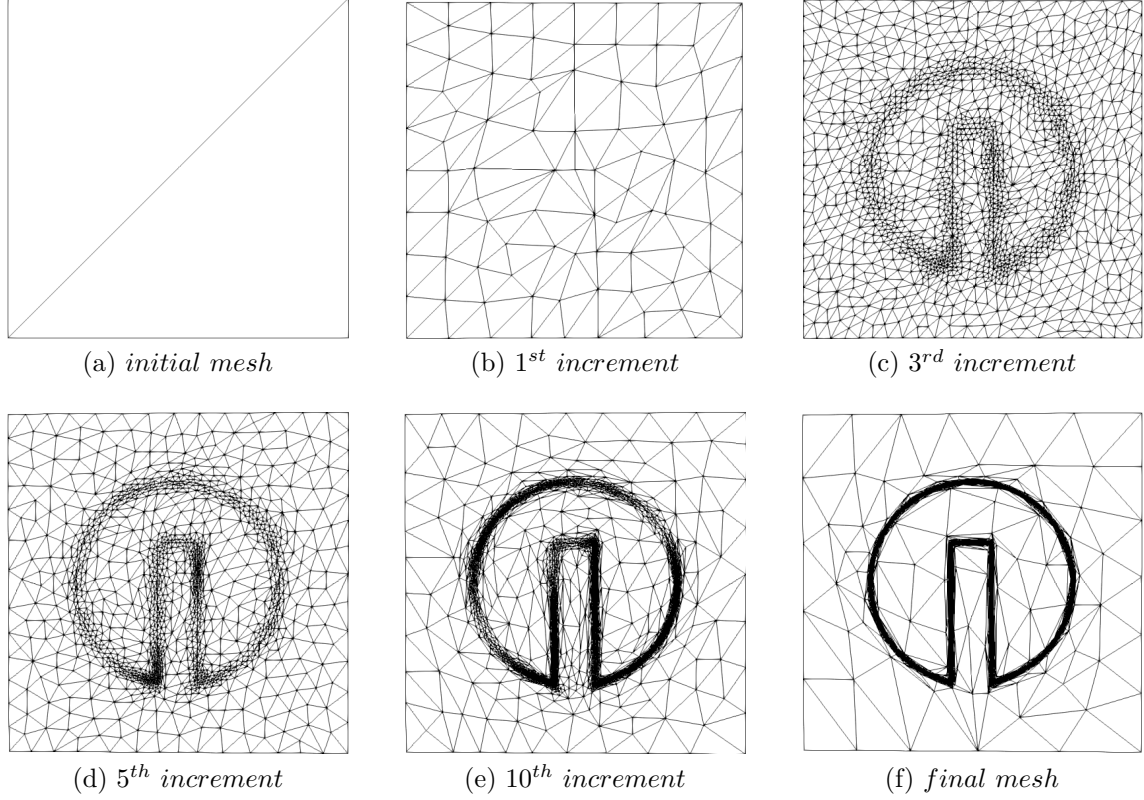 (a) initial mesh
(b) 1st increment
(c) 3rd increment
(d) 5th increment
(e) 10th increment
(f) final mesh